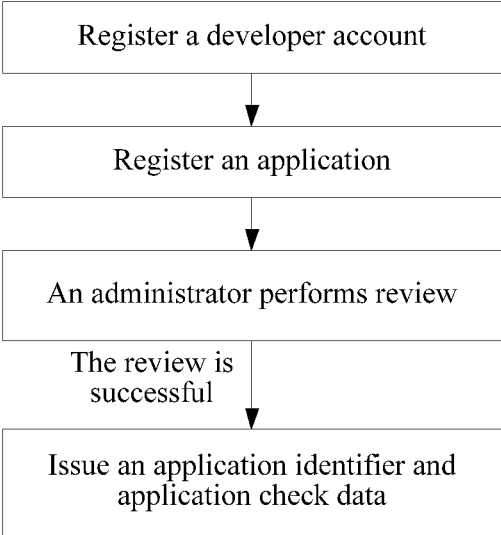 Register a developer account
Register an application
An administrator performs review
The review is
successful
Issue an application identifier and
application check data